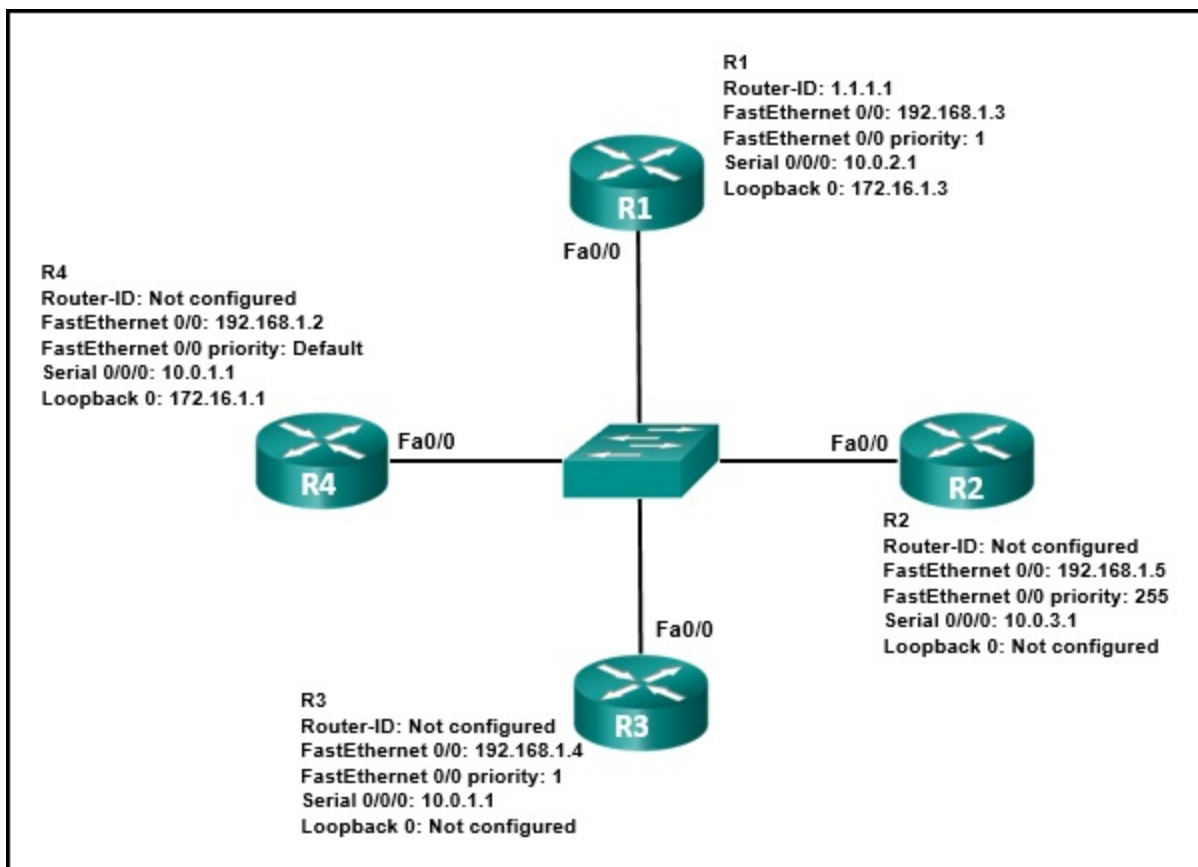 R1
Router-ID: 1.1.1.1
FastEthernet 0/0: 192.168.1.3
FastEthernet 0/0 priority: 1
Serial 0/0/0: 10.0.2.1
Loopback 0: 172.16.1.3
R1
Fa0/0
R4
Router-ID: Not configured
FastEthernet 0/0: 192.168.1.2
FastEthernet 0/0 priority: Default
Serial 0/0/0: 10.0.1.1
Loopback 0: 172.16.1.1
Fa0/0
R4
Fa0/0
R2
R2
Router-ID: Not configured
FastEthernet 0/0: 192.168.1.5
FastEthernet 0/0 priority: 255
Serial 0/0/0: 10.0.3.1
Loopback 0: Not configured
Fa0/0
R3
R3
Router-ID: Not configured
FastEthernet 0/0: 192.168.1.4
FastEthernet 0/0 priority: 1
Serial 0/0/0: 10.0.1.1
Loopback 0: Not configured